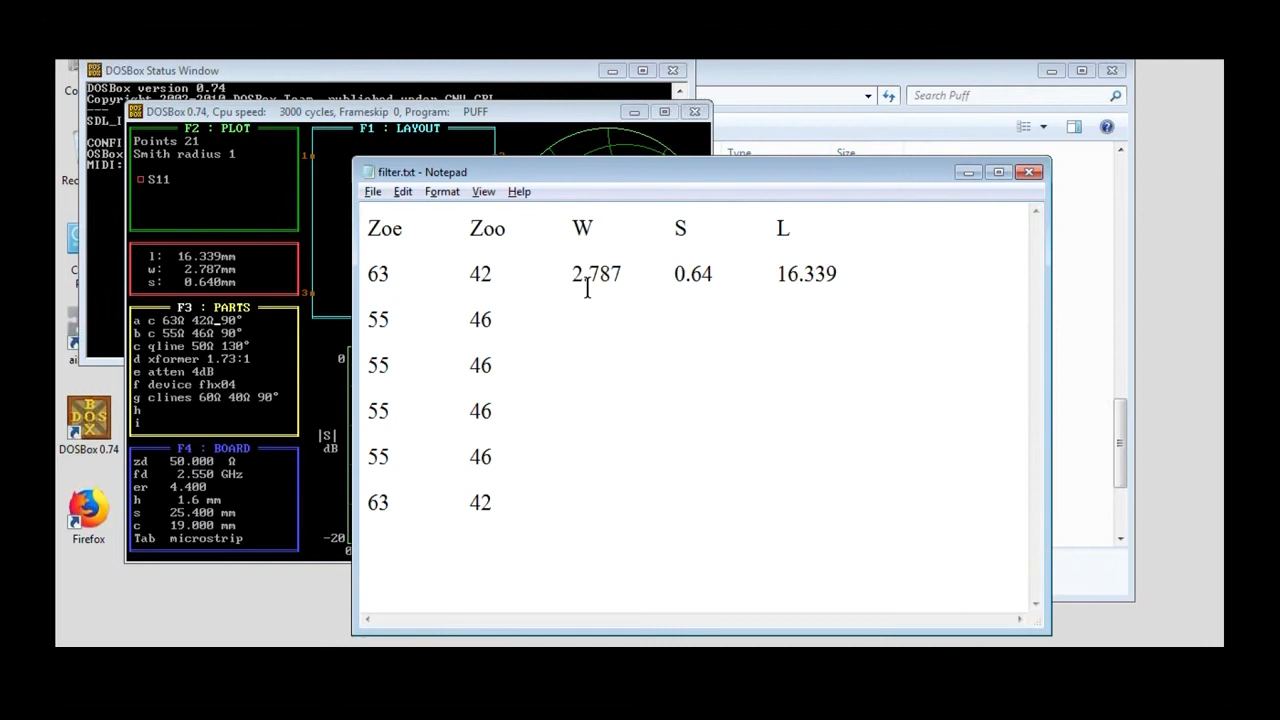 DOSBox Status Window
DOSBox version 0.74
Search Puff
DOSBox 0.74, Cpu speed: 3000 cycles, Frameskip 0, Program: PUFF
F2 : PLOT
Points 21
Smith radius 1
S11
F1 : LAYOUT
l: 16.339mm
w: 2.787mm
s: 0.640mm
F3 : PARTS
a c 63Ω 42Ω 90°
b c 55Ω 46Ω 90°
c qline 50Ω 130°
d xformer 1.73:1
e atten 4dB
f device fhx04
g clines 60Ω 40Ω 90°
h
i
F4 : BOARD
zd 50.000 Ω
fd 2.550 GHz
er 4.400
h 1.6 mm
s 25.400 mm
c 19.000 mm
Tab microstrip
|S|
dB
0
-20
Type Size
filter.txt - Notepad
File Edit Format View Help
Zoe Zoo W S L
63 42 2.787 0.64 16.339
55 46
55 46
55 46
55 46
63 42
DOSBox 0.74
Firefox